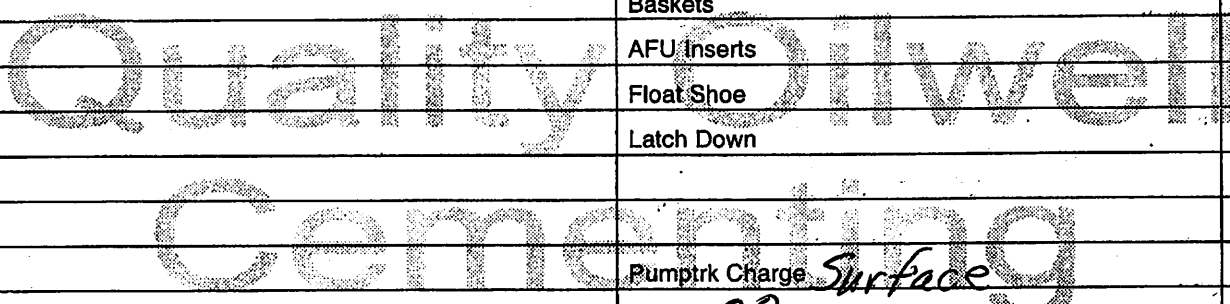 Baskets
Quality Oilwell
AFU Inserts
Float Shoe
Latch Down
Cementing
Pumptrk Charge Surface